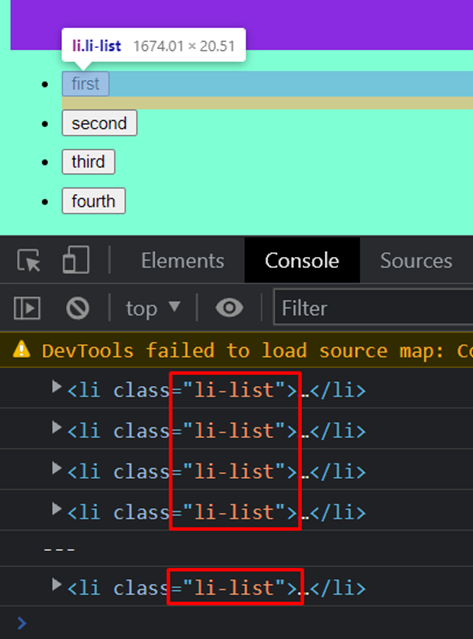 li.li-list 1674.01 × 20.51
first
second
third
fourth
Elements Console Sources
top Filter
DevTools failed to load source map: Co
<li class="li-list">…</li>
<li class="li-list">…</li>
<li class="li-list">…</li>
<li class="li-list">…</li>
---
<li class="li-list">…</li>